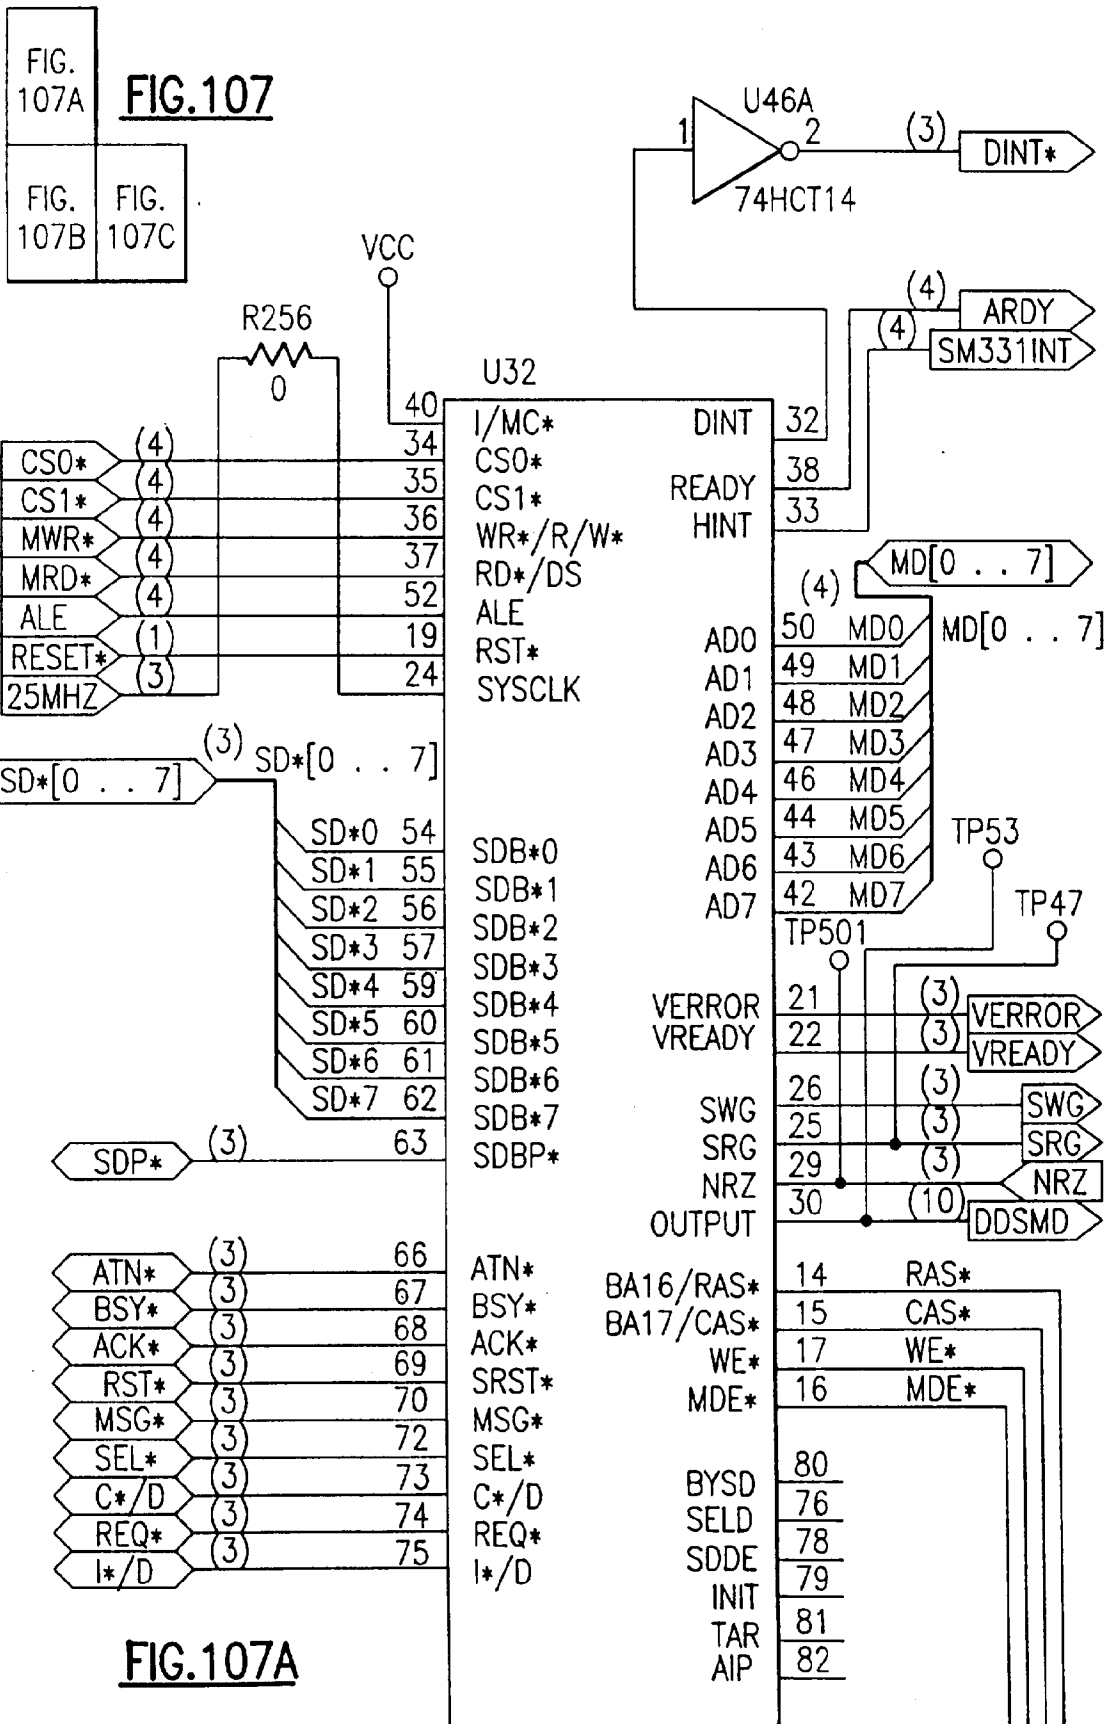 FIG. 107A
FIG.107
FIG. 107B
FIG. 107C
U46A
1
2
(3)
DINT*
74HCT14
VCC
R256
0
(4)
ARDY
(4)
SM331INT
U32
40
I/MC*
DINT
32
CS0*
(4)
34
CS0*
READY
38
CS1*
(4)
35
CS1*
HINT
33
MWR*
(4)
36
WR*/R/W*
MRD*
(4)
37
RD*/DS
ALE
(4)
52
ALE
RESET*
(1)
19
RST*
25MHZ
(3)
24
SYSCLK
MD[0 . . 7]
(4)
MD[0 . . 7]
AD0
50
MD0
AD1
49
MD1
AD2
48
MD2
AD3
47
MD3
AD4
46
MD4
AD5
44
MD5
AD6
43
MD6
AD7
42
MD7
SD*[0 . . 7]
(3)
SD*[0 . . 7]
SD*0
54
SDB*0
SD*1
55
SDB*1
SD*2
56
SDB*2
SD*3
57
SDB*3
SD*4
59
SDB*4
SD*5
60
SDB*5
SD*6
61
SDB*6
SD*7
62
SDB*7
SDP*
(3)
63
SDBP*
TP53
TP47
TP501
VERROR
21
(3)
VERROR
VREADY
22
(3)
VREADY
SWG
26
(3)
SWG
SRG
25
(3)
SRG
NRZ
29
(3)
NRZ
OUTPUT
30
(10)
DDSMD
ATN*
(3)
66
ATN*
BSY*
(3)
67
BSY*
ACK*
(3)
68
ACK*
RST*
(3)
69
SRST*
MSG*
(3)
70
MSG*
SEL*
(3)
72
SEL*
C*/D
(3)
73
C*/D
REQ*
(3)
74
REQ*
I*/D
(3)
75
I*/D
BA16/RAS*
14
RAS*
BA17/CAS*
15
CAS*
WE*
17
WE*
MDE*
16
MDE*
BYSD
80
SELD
76
SDDE
78
INIT
79
TAR
81
AIP
82
FIG.107A